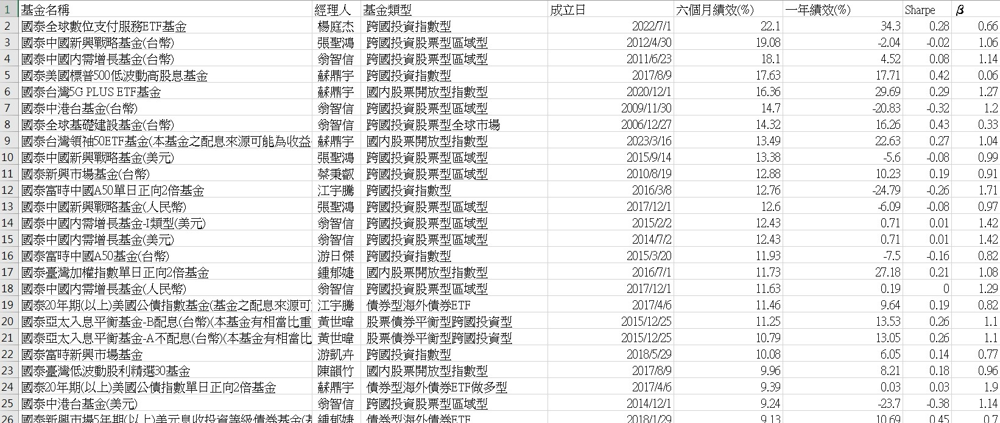 1 基金名稱 經理人 基金類型 成立日 六個月績效(%) 一年績效(%) Sharpe β
2 國泰全球數位支付服務ETF基金 楊庭杰 跨國投資指數型 2022/7/1 22.1 34.3 0.28 0.66
3 國泰中國新興戰略基金(台幣) 張聖鴻 跨國投資股票型區域型 2012/4/30 19.08 -2.04 -0.02 1.06
4 國泰中國內需增長基金(台幣) 翁智信 跨國投資股票型區域型 2011/6/23 18.1 4.52 0.08 1.14
5 國泰美國標普500低波動高股息基金 蘇鼎宇 跨國投資指數型 2017/8/9 17.63 17.71 0.42 0.06
6 國泰台灣5G PLUS ETF基金 蘇鼎宇 國內股票開放型指數型 2020/12/1 16.36 29.69 0.29 1.27
7 國泰中港台基金(台幣) 翁智信 跨國投資股票型區域型 2009/11/30 14.7 -20.83 -0.32 1.2
8 國泰全球基礎建設基金(台幣) 翁智信 跨國投資股票型全球市場 2006/12/27 14.32 16.26 0.43 0.33
9 國泰台灣領袖50ETF基金(本基金之配息來源可能為收益 蘇鼎宇 國內股票開放型指數型 2023/3/16 13.49 22.63 0.27 1.04
10 國泰中國新興戰略基金(美元) 張聖鴻 跨國投資股票型區域型 2015/9/14 13.38 -5.6 -0.08 0.99
11 國泰新興市場基金(台幣) 蔡秉叡 跨國投資股票型區域型 2010/8/19 12.88 10.23 0.19 0.91
12 國泰富時中國A50單日正向2倍基金 江宇騰 跨國投資指數型 2016/3/8 12.76 -24.79 -0.26 1.71
13 國泰中國新興戰略基金(人民幣) 張聖鴻 跨國投資股票型區域型 2017/12/1 12.6 -6.09 -0.08 0.97
14 國泰中國內需增長基金-I類型(美元) 翁智信 跨國投資股票型區域型 2015/2/2 12.43 0.71 0.01 1.42
15 國泰中國內需增長基金(美元) 翁智信 跨國投資股票型區域型 2014/7/2 12.43 0.71 0.01 1.42
16 國泰富時中國A50基金(台幣) 游日傑 跨國投資指數型 2015/3/20 11.93 -7.5 -0.16 0.82
17 國泰臺灣加權指數單日正向2倍基金 鍾郁婕 國內股票開放型指數型 2016/7/1 11.73 27.18 0.21 1.08
18 國泰中國內需增長基金(人民幣) 翁智信 跨國投資股票型區域型 2017/12/1 11.63 0.19 0 1.29
19 國泰20年期(以上)美國公債指數基金(基金之配息來源可 江宇騰 債券型海外債券ETF 2017/4/6 11.46 9.64 0.19 0.82
20 國泰亞太入息平衡基金-B配息(台幣)(本基金有相當比重 黃世暐 股票債券平衡型跨國投資型 2015/12/25 11.25 13.53 0.26 1.1
21 國泰亞太入息平衡基金-A不配息(台幣)(本基金有相當比 黃世暐 股票債券平衡型跨國投資型 2015/12/25 10.79 13.05 0.26 1.1
22 國泰富時新興市場基金 游凱卉 跨國投資指數型 2018/5/29 10.08 6.05 0.14 0.77
23 國泰臺灣低波動股利精選30基金 陳韻竹 國內股票開放型指數型 2017/8/9 9.96 8.21 0.18 0.96
24 國泰20年期(以上)美國公債指數單日正向2倍基金 蘇鼎宇 債券型海外債券ETF做多型 2017/4/6 9.39 0.03 0.03 1.9
25 國泰中港台基金(美元) 翁智信 跨國投資股票型區域型 2014/12/1 9.24 -23.7 -0.38 1.14
26 國泰新興市場5年期(以上)美元息收投資等級債券基金( 鍾郁婕 債券型海外債券ETF 2018/1/29 9.13 10.69 0.45 0.7